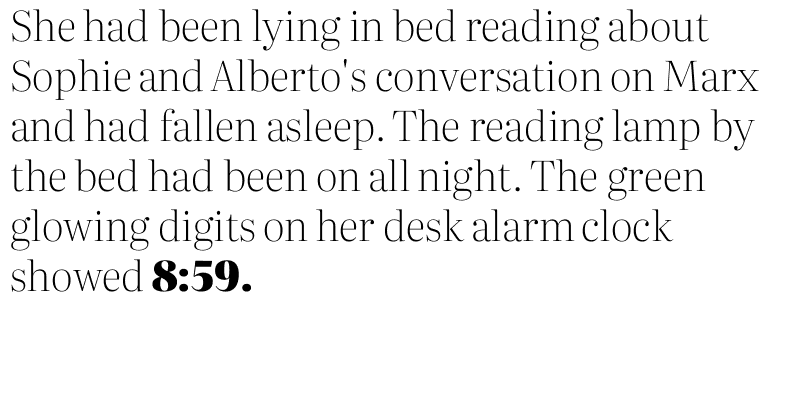 She had been lying in bed reading about
Sophie and Alberto's conversation on Marx
and had fallen asleep. The reading lamp by
the bed had been on all night. The green
glowing digits on her desk alarm clock
showed 8:59.